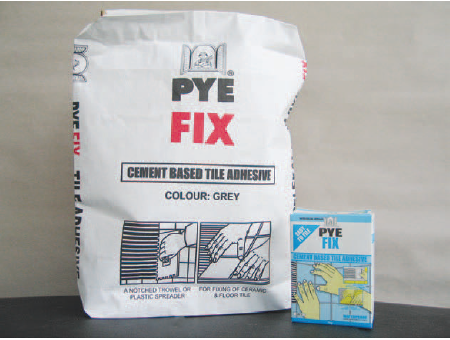 PYE
FIX
CEMENT BASED TILE ADHESIVE
COLOUR: GREY
A NOTCHED TROWEL OR
PLASTIC SPREADER
FOR FIXING OF CERAMIC
& FLOOR TILE
PYE FIX TILE ADHESIVE
PYE
FIX
CEMENT BASED TILE ADHESIVE